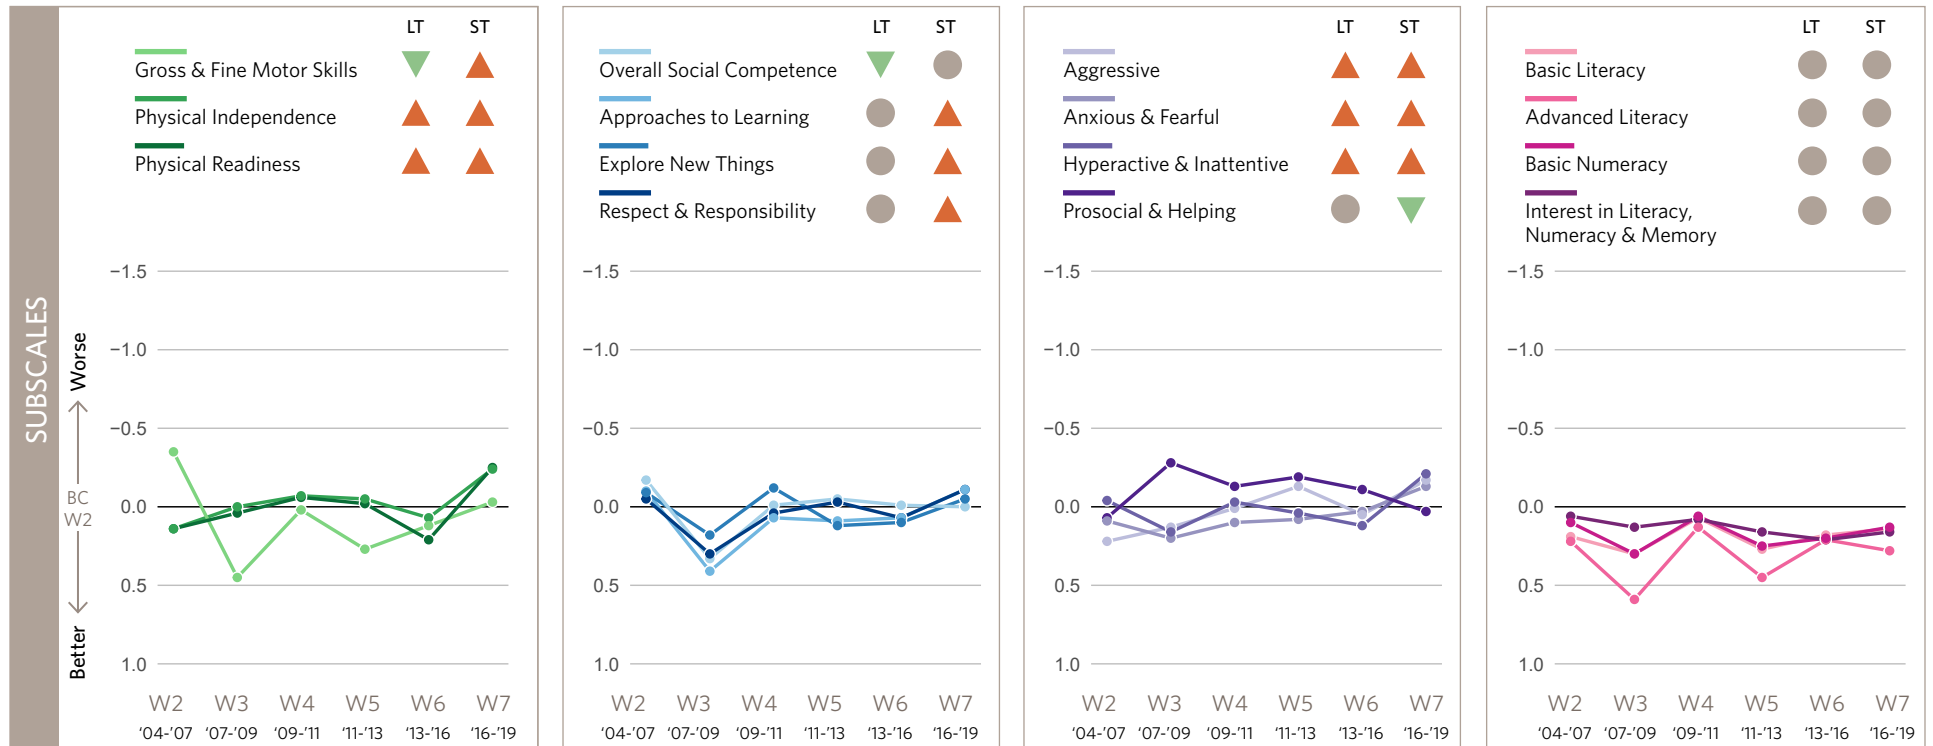 SUBSCALES
Worse
BC
W2
Better
LT ST
Gross & Fine Motor Skills
Physical Independence
Physical Readiness
−1.5
−1.0
−0.5
0.0
0.5
1.0
W2 W3 W4 W5 W6 W7
‘04-’07 ‘07-’09 ‘09-’11 ‘11-’13 ‘13-’16 ‘16-’19
LT ST
Overall Social Competence
Approaches to Learning
Explore New Things
Respect & Responsibility
−1.5
−1.0
−0.5
0.0
0.5
1.0
W2 W3 W4 W5 W6 W7
‘04-’07 ‘07-’09 ‘09-’11 ‘11-’13 ‘13-’16 ‘16-’19
LT ST
Aggressive
Anxious & Fearful
Hyperactive & Inattentive
Prosocial & Helping
−1.5
−1.0
−0.5
0.0
0.5
1.0
W2 W3 W4 W5 W6 W7
‘04-’07 ‘07-’09 ‘09-’11 ‘11-’13 ‘13-’16 ‘16-’19
LT ST
Basic Literacy
Advanced Literacy
Basic Numeracy
Interest in Literacy,
Numeracy & Memory
−1.5
−1.0
−0.5
0.0
0.5
1.0
W2 W3 W4 W5 W6 W7
‘04-’07 ‘07-’09 ‘09-’11 ‘11-’13 ‘13-’16 ‘16-’19